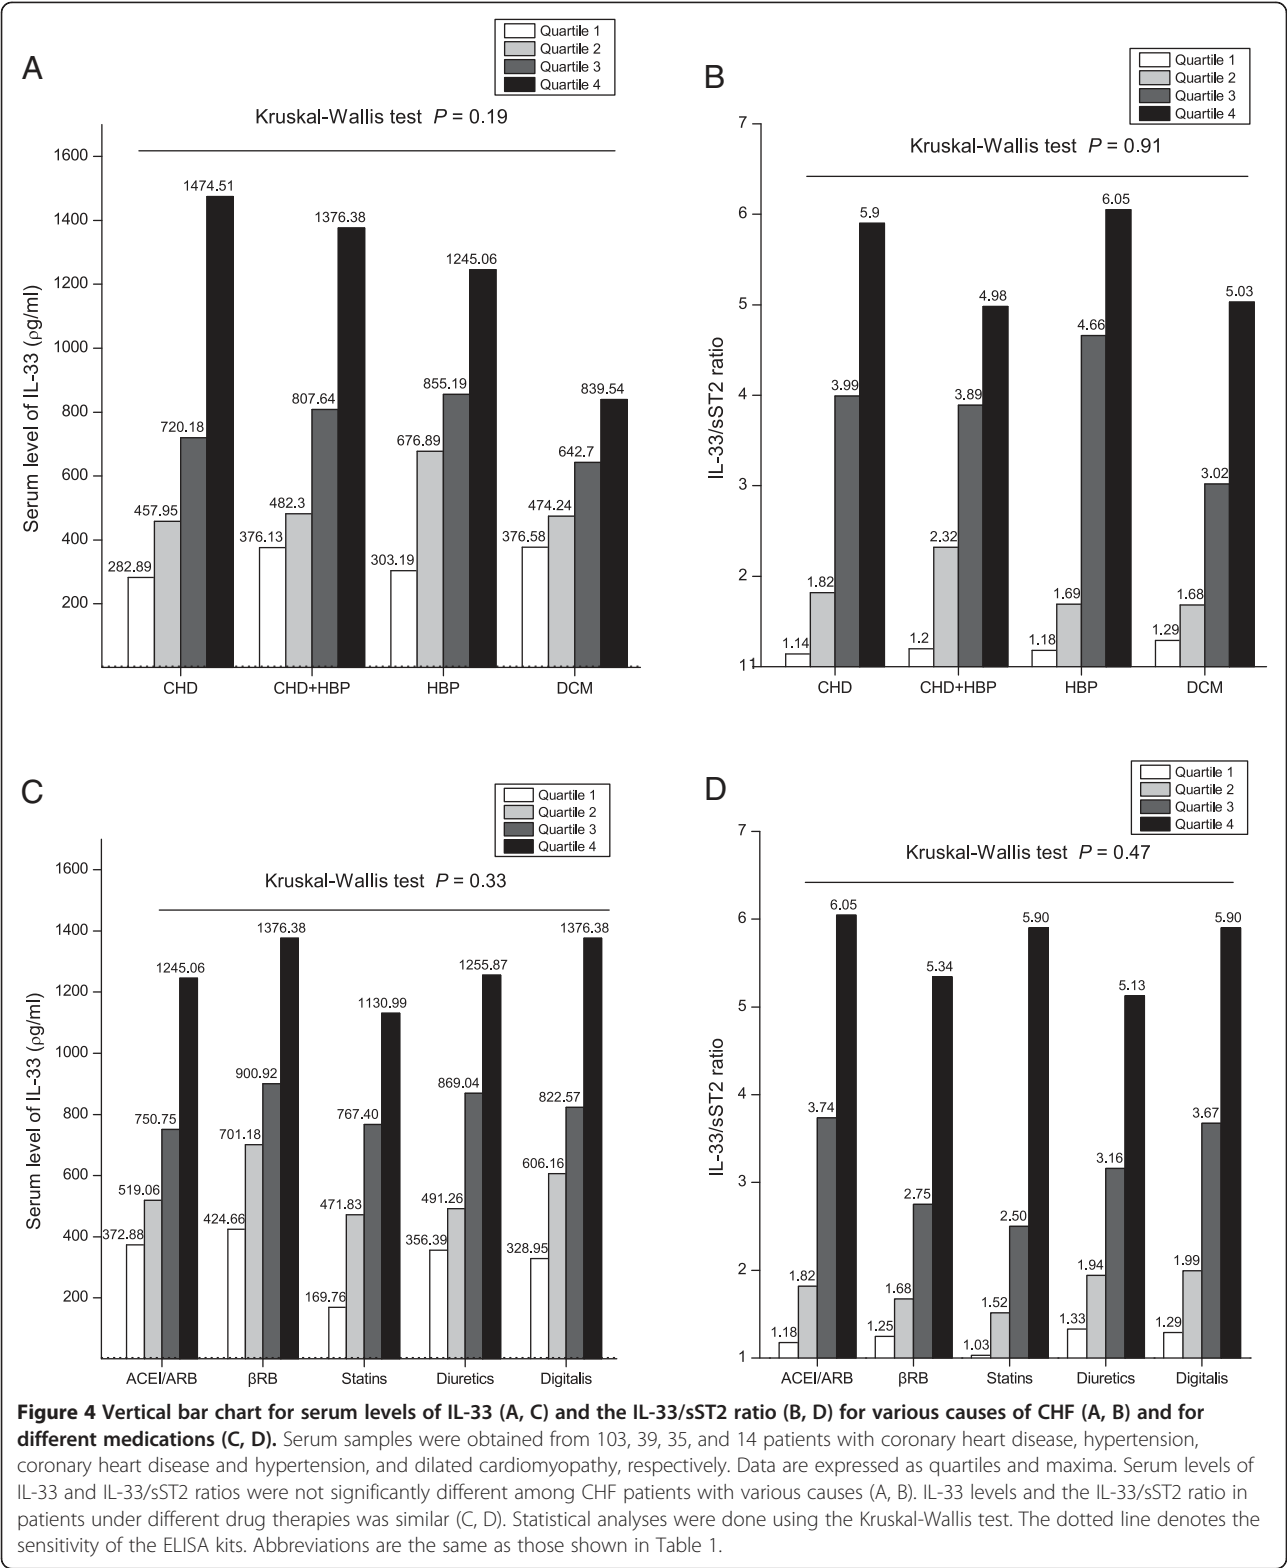 A
Quartile 1
Quartile 2
Quartile 3
Quartile 4
Kruskal-Wallis test P = 0.19
Serum level of IL-33 (ρg/ml)
1600
1400
1200
1000
800
600
400
200
282.89
457.95
720.18
1474.51
376.13
482.3
807.64
1376.38
303.19
676.89
855.19
1245.06
376.58
474.24
642.7
839.54
CHD CHD+HBP HBP DCM
B
Quartile 1
Quartile 2
Quartile 3
Quartile 4
Kruskal-Wallis test P = 0.91
IL-33/sST2 ratio
7
6
5
4
3
2
11
1.14
1.82
3.99
5.9
1.2
2.32
3.89
4.98
1.18
1.69
4.66
6.05
1.29
1.68
3.02
5.03
CHD CHD+HBP HBP DCM
C
Quartile 1
Quartile 2
Quartile 3
Quartile 4
Kruskal-Wallis test P = 0.33
Serum level of IL-33 (ρg/ml)
1600
1400
1200
1000
800
600
400
200
372.88
519.06
750.75
1245.06
424.66
701.18
900.92
1376.38
169.76
471.83
767.40
1130.99
356.39
491.26
869.04
1255.87
328.95
606.16
822.57
1376.38
ACEI/ARB βRB Statins Diuretics Digitalis
D
Quartile 1
Quartile 2
Quartile 3
Quartile 4
Kruskal-Wallis test P = 0.47
IL-33/sST2 ratio
7
6
5
4
3
2
1
1.18
1.82
3.74
6.05
1.25
1.68
2.75
5.34
1.03
1.52
2.50
5.90
1.33
1.94
3.16
5.13
1.29
1.99
3.67
5.90
ACEI/ARB βRB Statins Diuretics Digitalis
Figure 4 Vertical bar chart for serum levels of IL-33 (A, C) and the IL-33/sST2 ratio (B, D) for various causes of CHF (A, B) and for
different medications (C, D). Serum samples were obtained from 103, 39, 35, and 14 patients with coronary heart disease, hypertension,
coronary heart disease and hypertension, and dilated cardiomyopathy, respectively. Data are expressed as quartiles and maxima. Serum levels of
IL-33 and IL-33/sST2 ratios were not significantly different among CHF patients with various causes (A, B). IL-33 levels and the IL-33/sST2 ratio in
patients under different drug therapies was similar (C, D). Statistical analyses were done using the Kruskal-Wallis test. The dotted line denotes the
sensitivity of the ELISA kits. Abbreviations are the same as those shown in Table 1.